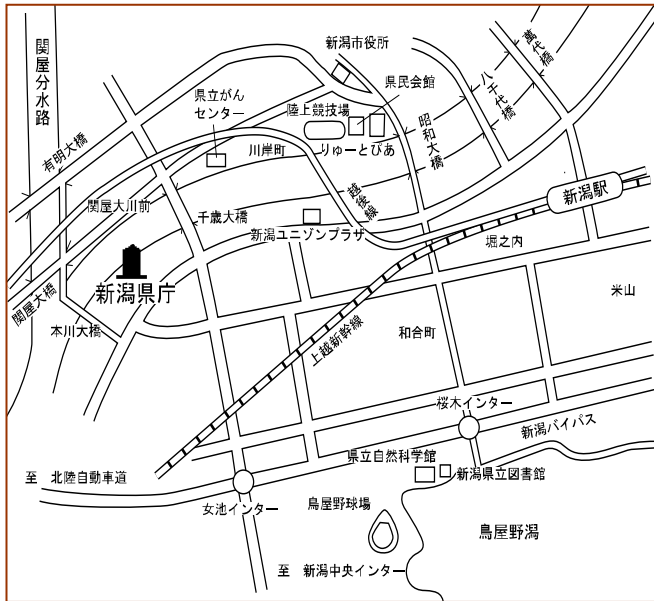 新潟市役所
萬代橋
関屋分水路
八千代橋
県民会館
県立がん
センター
陸上競技場
昭和大橋
有明大橋
川岸町
りゅーとぴあ
越後線
新潟駅
関屋大川前
千歳大橋
新潟ユニゾンプラザ
堀之内
新潟県庁
関屋大橋
米山
本川大橋
上越新幹線
和合町
桜木インター
新潟バイパス
県立自然科学館
至 北陸自動車道
新潟県立図書館
女池インター
鳥屋野球場
鳥屋野潟
至 新潟中央インター